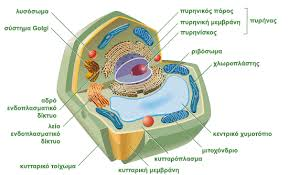 λυσόσωμα
σύστημα Golgi
πυρηνικός πόρος
πυρηνική μεμβράνη
πυρηνίσκος
πυρήνας
ριβόσωμα
χλωροπλάστης
αδρό
ενδοπλασματικό
δίκτυο
λείο
ενδοπλασματικό
δίκτυο
κυτταρικό τοίχωμα
κυτταρική μεμβράνη
κυτταρόπλασμα
μιτοχόνδριο
κεντρικό χυμοτόπιο